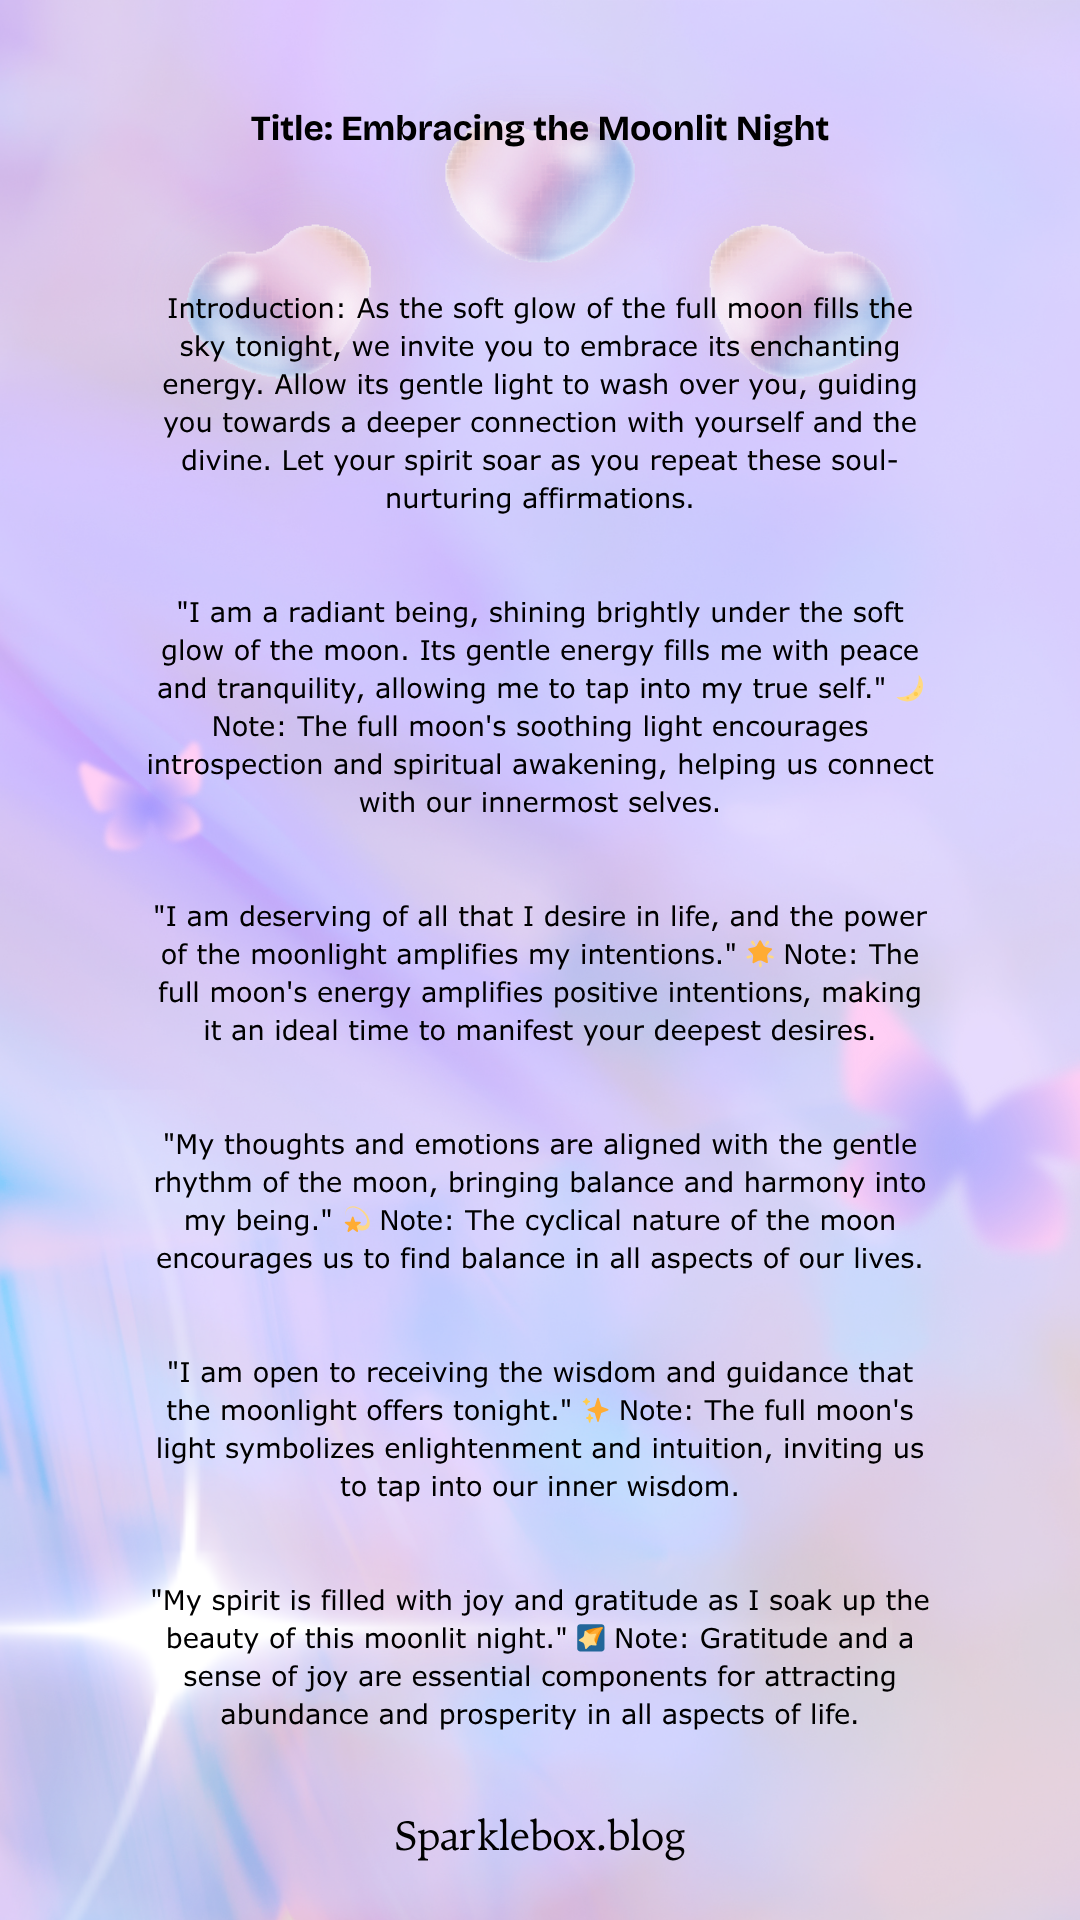 Title: Embracing the Moonlit Night
Introduction: As the soft glow of the full moon fills the
sky tonight, we invite you to embrace its enchanting
energy. Allow its gentle light to wash over you, guiding
you towards a deeper connection with yourself and the
divine. Let your spirit soar as you repeat these soul-
nurturing affirmations.
"I am a radiant being, shining brightly under the soft
glow of the moon. Its gentle energy fills me with peace
and tranquility, allowing me to tap into my true self." 🌙
Note: The full moon's soothing light encourages
introspection and spiritual awakening, helping us connect
with our innermost selves.
"I am deserving of all that I desire in life, and the power
of the moonlight amplifies my intentions." 🌟 Note: The
full moon's energy amplifies positive intentions, making
it an ideal time to manifest your deepest desires.
"My thoughts and emotions are aligned with the gentle
rhythm of the moon, bringing balance and harmony into
my being." 💫 Note: The cyclical nature of the moon
encourages us to find balance in all aspects of our lives.
"I am open to receiving the wisdom and guidance that
the moonlight offers tonight." ✨ Note: The full moon's
light symbolizes enlightenment and intuition, inviting us
to tap into our inner wisdom.
"My spirit is filled with joy and gratitude as I soak up the
beauty of this moonlit night." 🌠 Note: Gratitude and a
sense of joy are essential components for attracting
abundance and prosperity in all aspects of life.
Sparklebox.blog